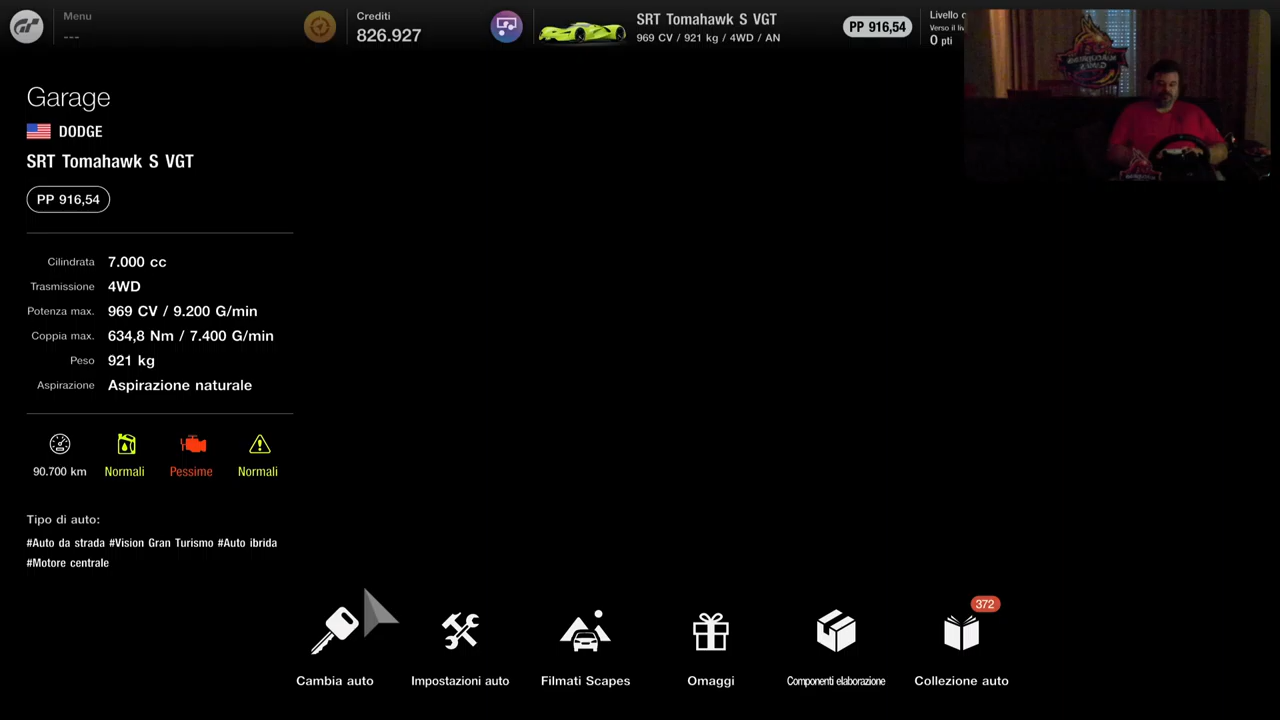 Menu
---
Crediti
826.927
SRT Tomahawk S VGT
969 CV / 921 kg / 4WD / AN
PP 916,54
Livello
Verso il
0 pti
Garage
DODGE
SRT Tomahawk S VGT
PP 916,54
Cilindrata 7.000 cc
Trasmissione 4WD
Potenza max. 969 CV / 9.200 G/min
Coppia max. 634,8 Nm / 7.400 G/min
Peso 921 kg
Aspirazione Aspirazione naturale
90.700 km Normali Pessime Normali
Tipo di auto:
#Auto da strada #Vision Gran Turismo #Auto ibrida
#Motore centrale
372
Cambia auto Impostazioni auto Filmati Scapes Omaggi Componenti elaborazione Collezione auto